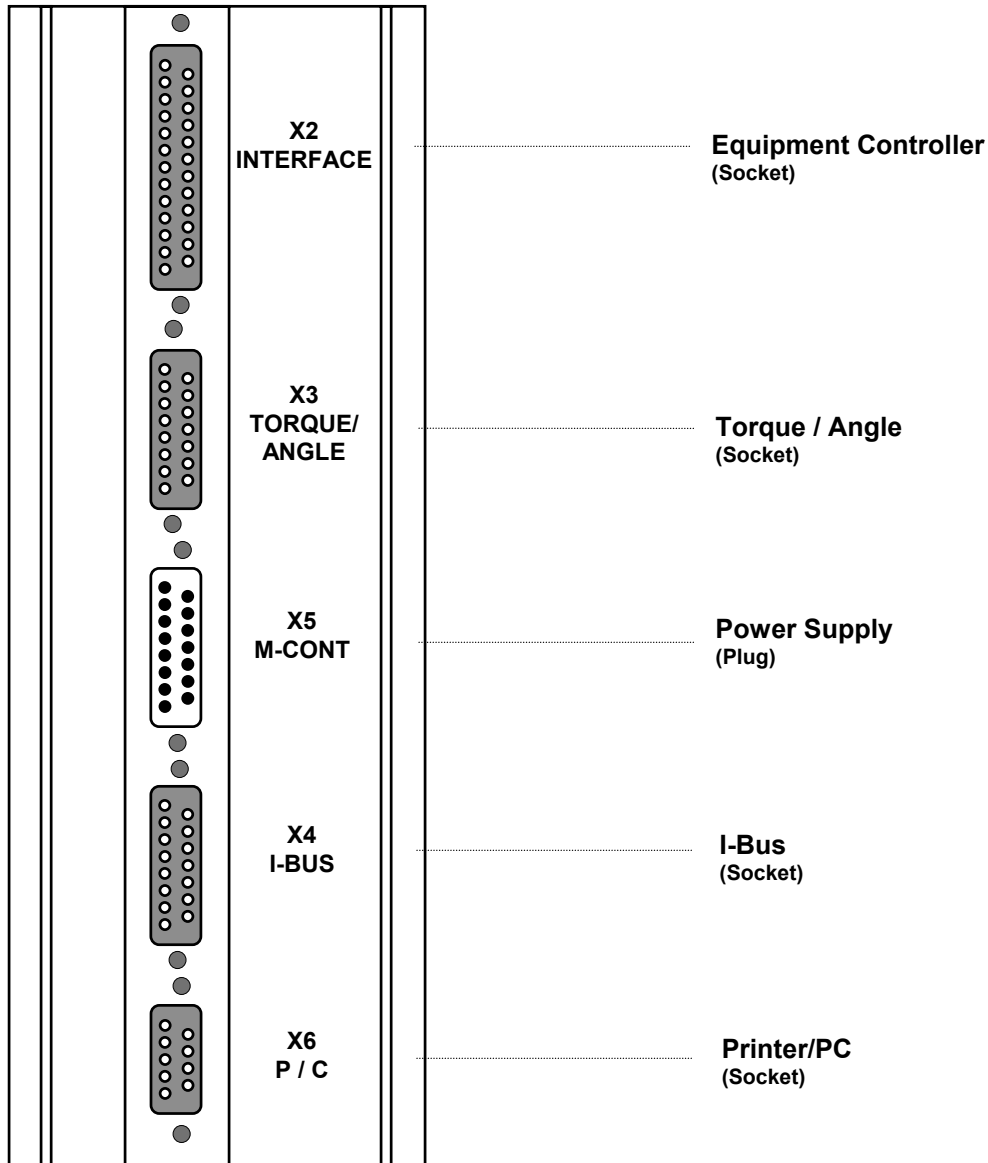 X2
INTERFACE
Equipment Controller
(Socket)
X3
TORQUE/
ANGLE
Torque / Angle
(Socket)
X5
M-CONT
Power Supply
(Plug)
X4
I-BUS
I-Bus
(Socket)
X6
P / C
Printer/PC
(Socket)